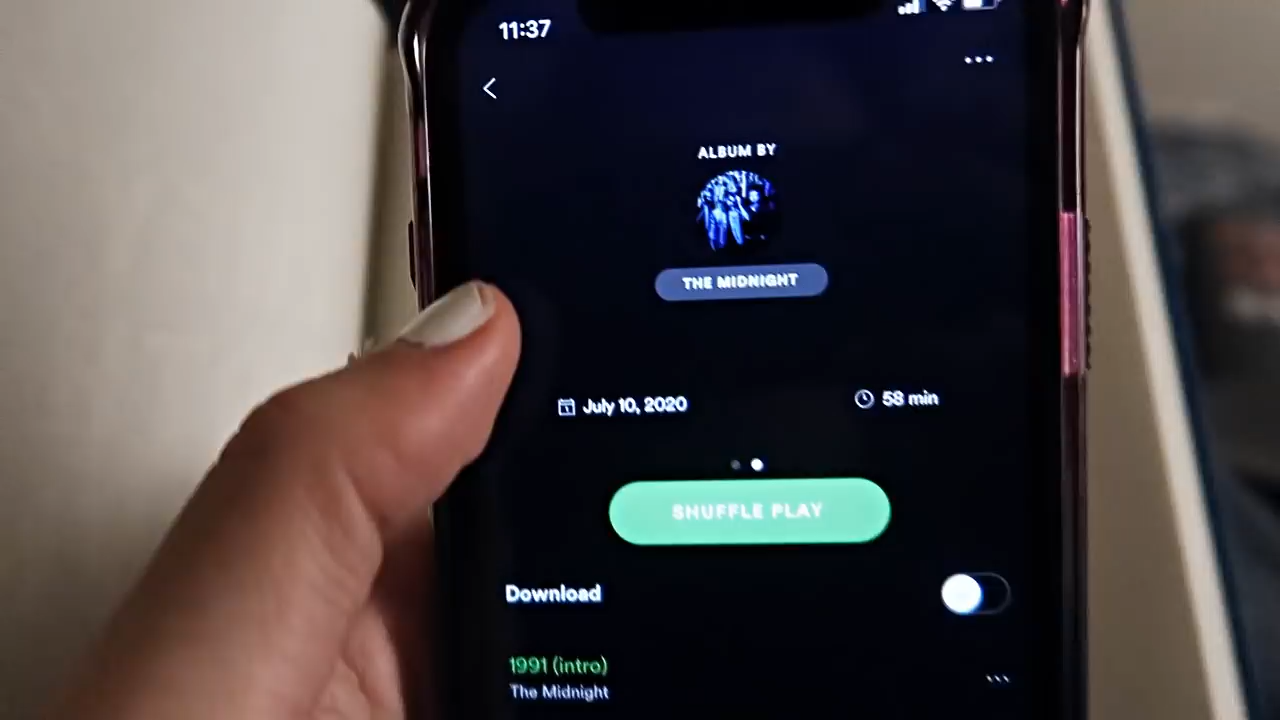 11:37
ALBUM BY
THE MIDNIGHT
July 10, 2020
58 min
SHUFFLE PLAY
Download
1991 (intro)
The Midnight